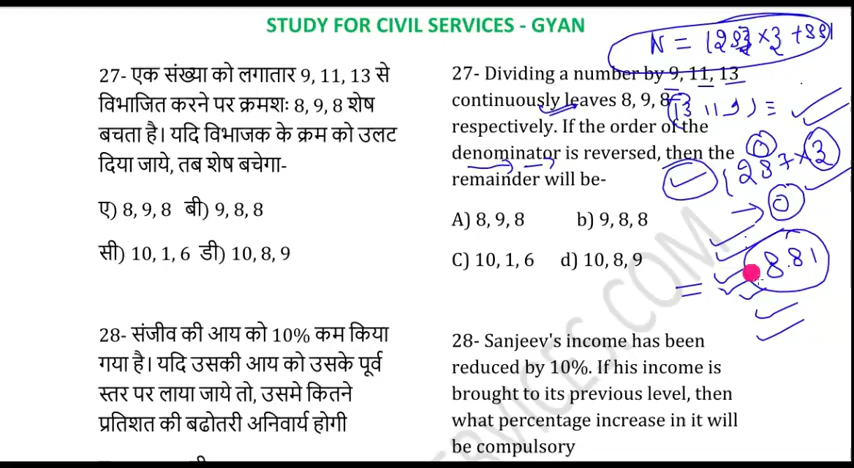 STUDY FOR CIVIL SERVICES - GYAN
27- एक संख्या को लगातार 9, 11, 13 से
विभाजित करने पर क्रमशः 8, 9, 8 शेष
बचता है। यदि विभाजक के क्रम को उलट
दिया जाये, तब शेष बचेगा-
ए) 8, 9, 8 बी) 9, 8, 8
सी) 10, 1, 6 डी) 10, 8, 9
28- संजीव की आय को 10% कम किया
गया है। यदि उसकी आय को उसके पूर्व
स्तर पर लाया जाये तो, उसमे कितने
प्रतिशत की बढोतरी अनिवार्य होगी
27- Dividing a number by 9, 11, 13
continuously leaves 8, 9, 8
respectively. If the order of the
denominator is reversed, then the
remainder will be-
A) 8, 9, 8 b) 9, 8, 8
C) 10, 1, 6 d) 10, 8, 9
28- Sanjeev's income has been
reduced by 10%. If his income is
brought to its previous level, then
what percentage increase in it will
be compulsory
N =
8.81